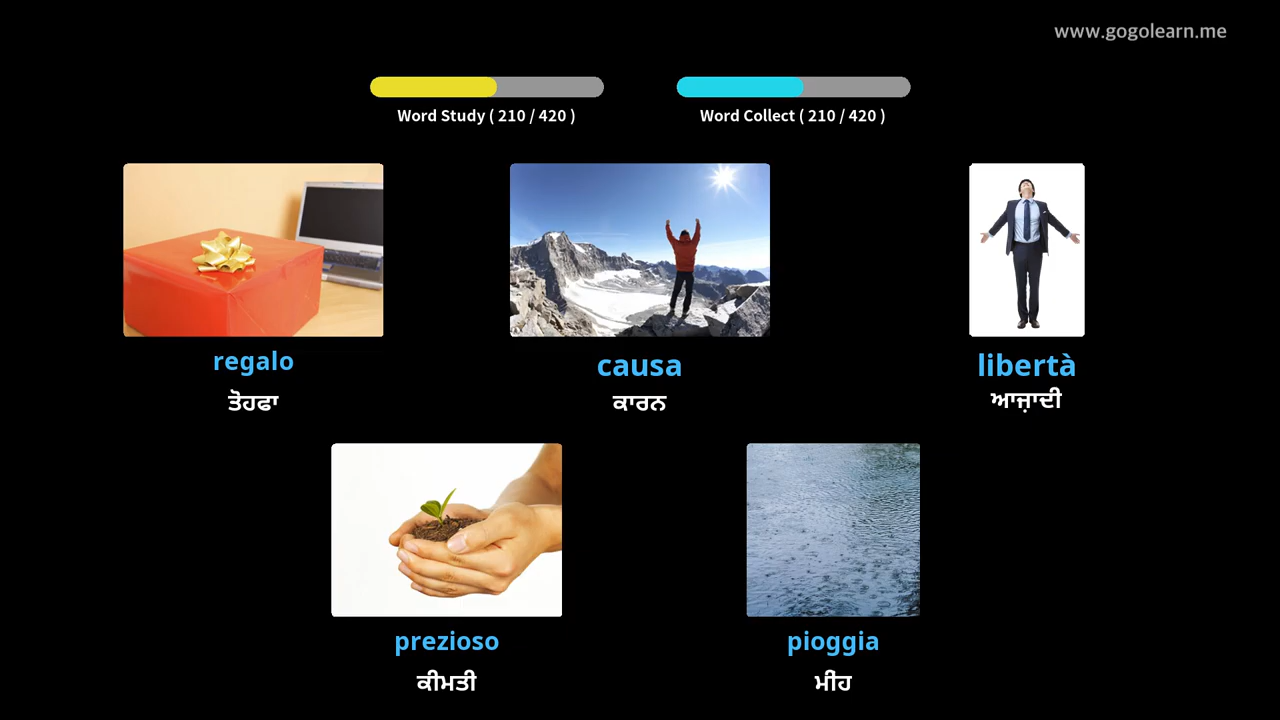 www.gogolearn.me
Word Study ( 210 / 420 )
Word Collect ( 210 / 420 )
regalo
ਤੋਹਫਾ
causa
ਕਾਰਨ
libertà
ਆਜ਼ਾਦੀ
prezioso
ਕੀਮਤੀ
pioggia
ਮੀਂਹ